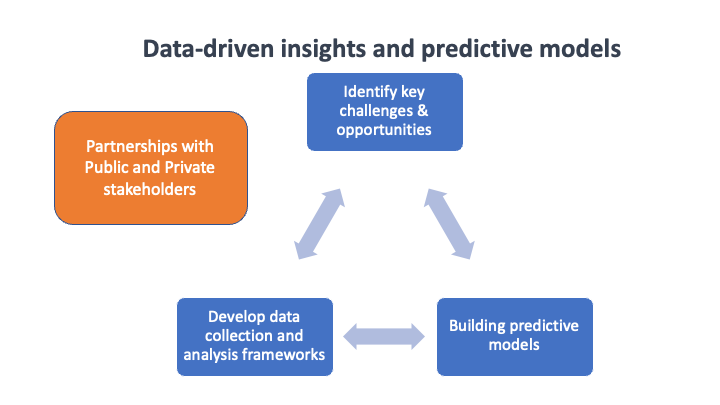 Data-driven insights and predictive models
Identify key
challenges &
opportunities
Partnerships with
Public and Private
stakeholders
Develop data
collection and
analysis frameworks
Building predictive
models